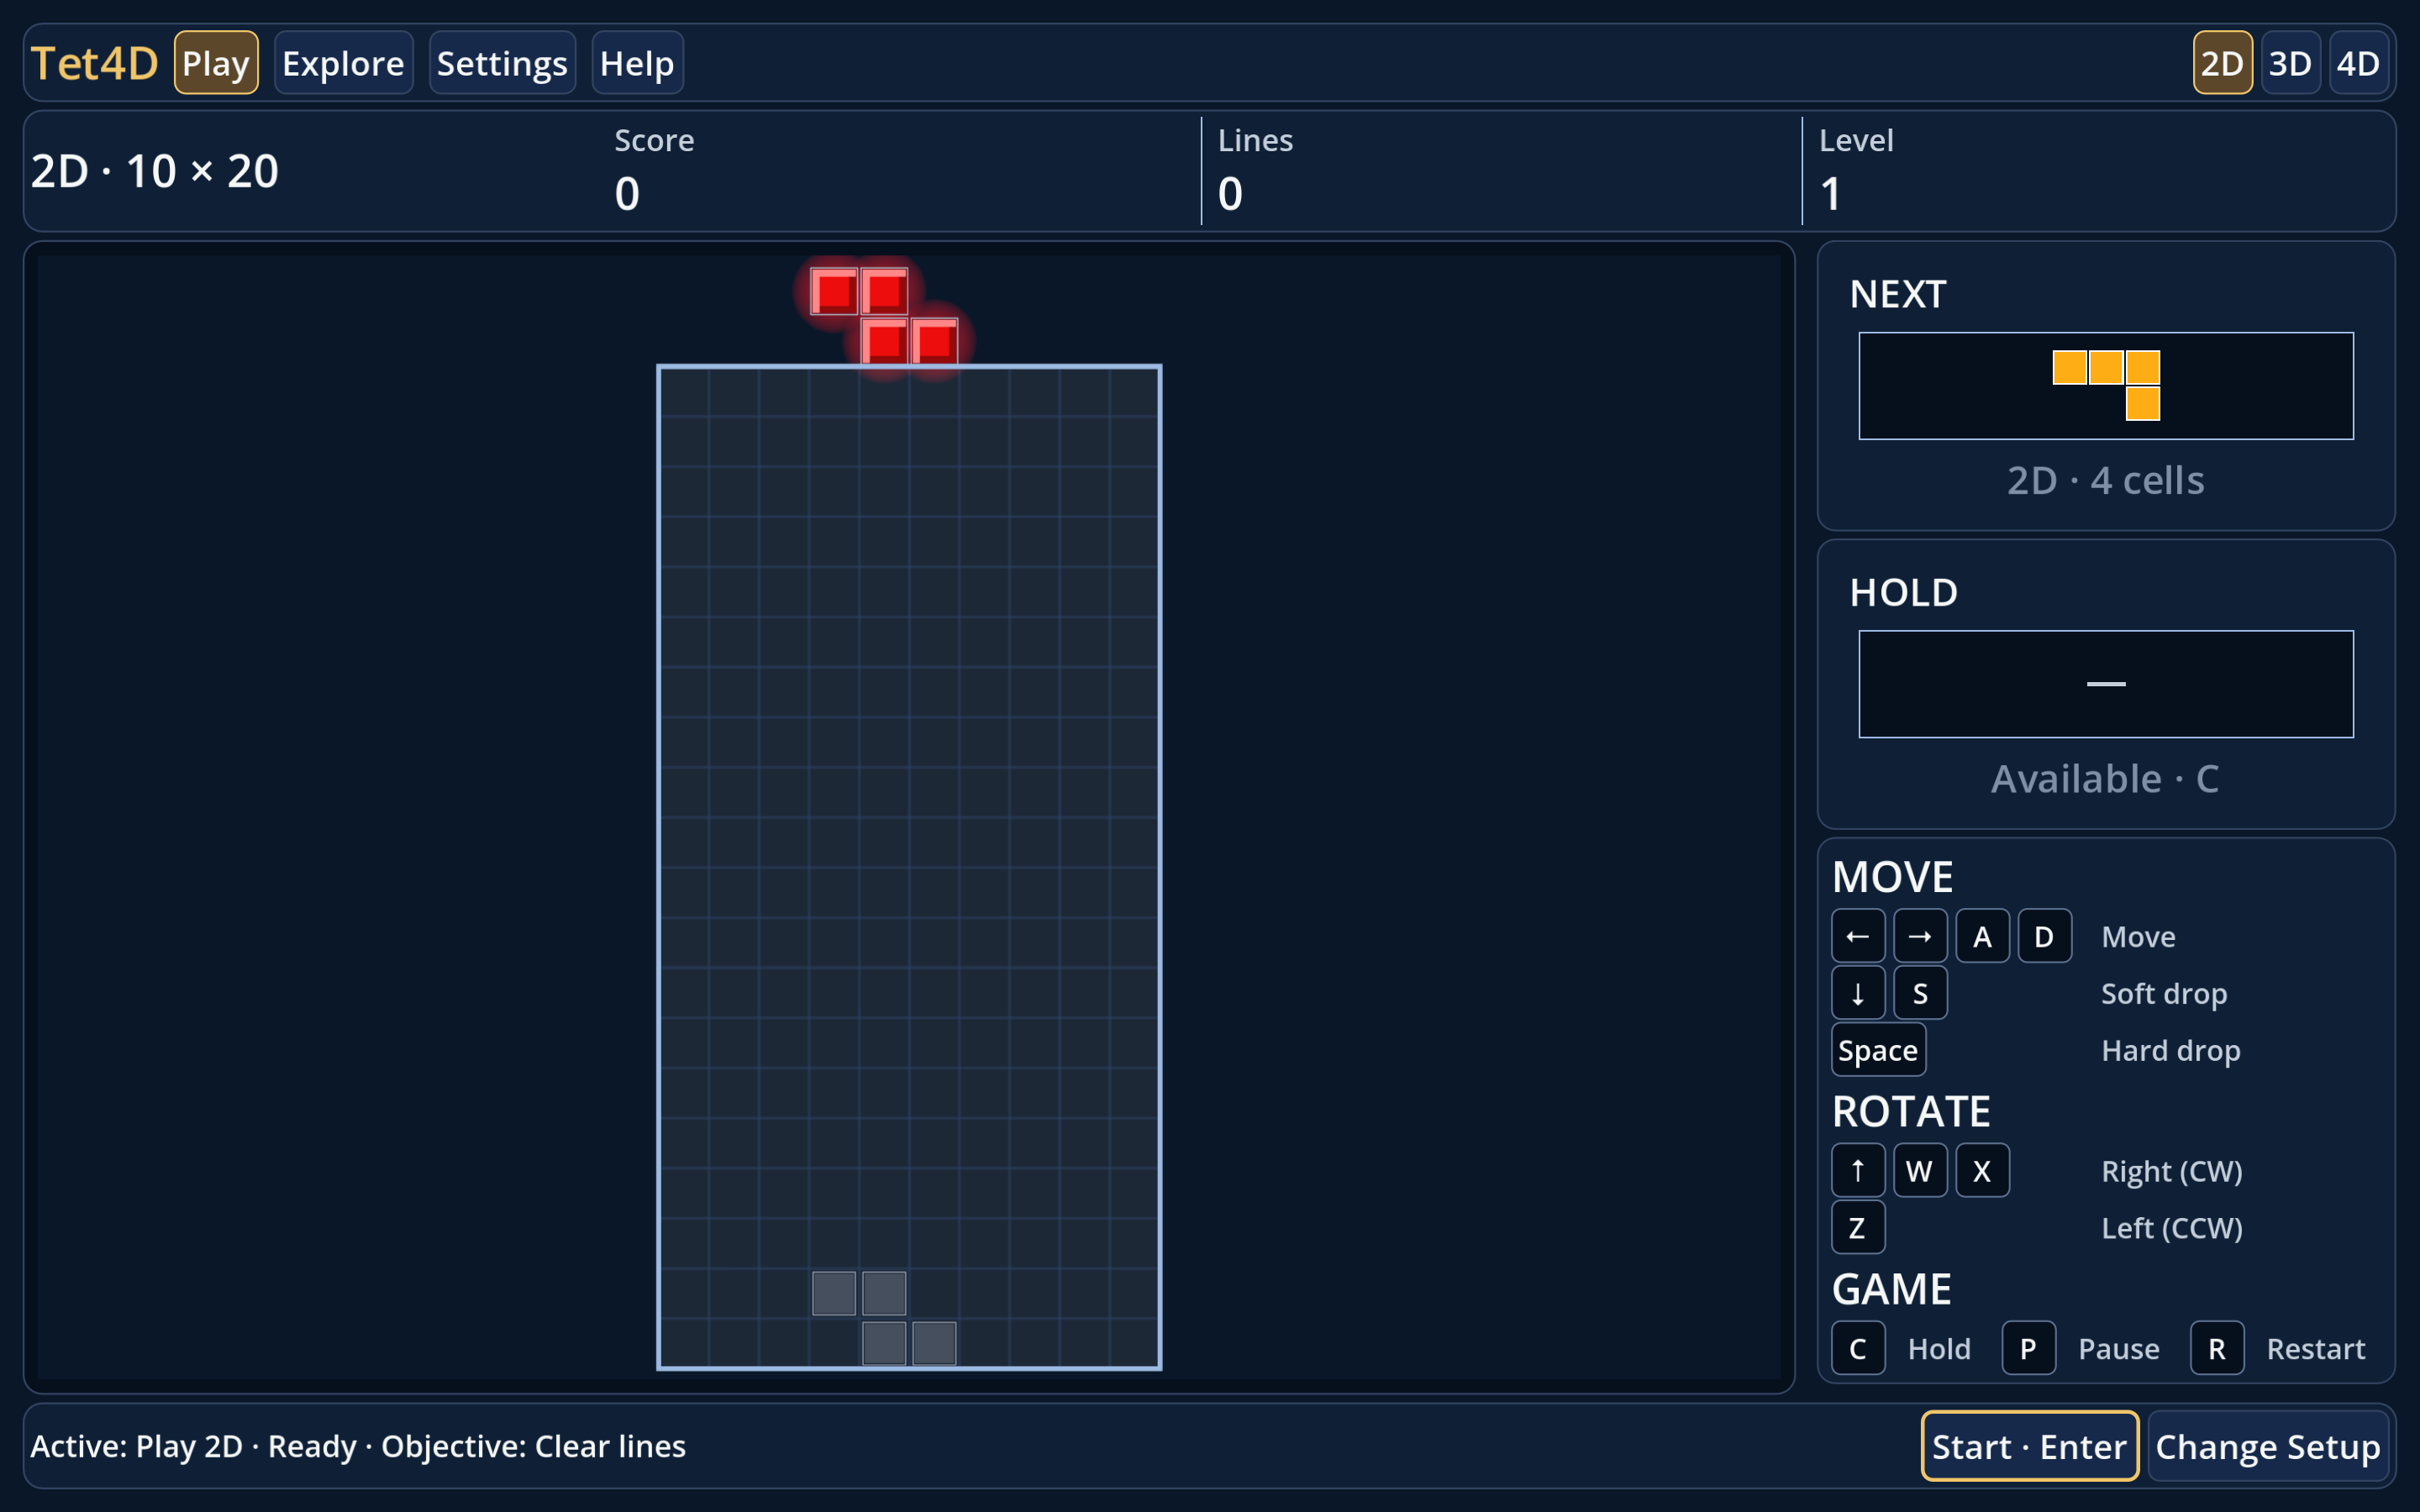 Tet4D Play Explore Settings Help 2D 3D 4D
2D · 10 × 20
Score
0
Lines
0
Level
1
NEXT
2D · 4 cells
HOLD
—
Available · C
MOVE
← → A D Move
↓ S Soft drop
Space Hard drop
ROTATE
↑ W X Right (CW)
Z Left (CCW)
GAME
C Hold P Pause R Restart
Active: Play 2D · Ready · Objective: Clear lines
Start · Enter Change Setup